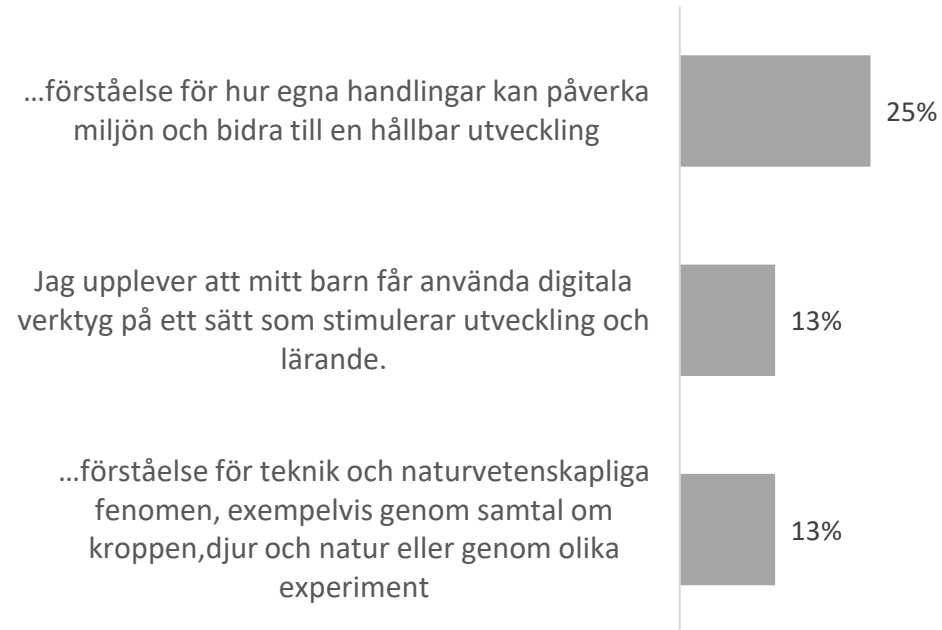 ...förståelse för hur egna handlingar kan påverka
miljön och bidra till en hållbar utveckling
25%
Jag upplever att mitt barn får använda digitala
verktyg på ett sätt som stimulerar utveckling och
lärande.
13%
...förståelse för teknik och naturvetenskapliga
fenomen, exempelvis genom samtal om
kroppen,djur och natur eller genom olika
experiment
13%